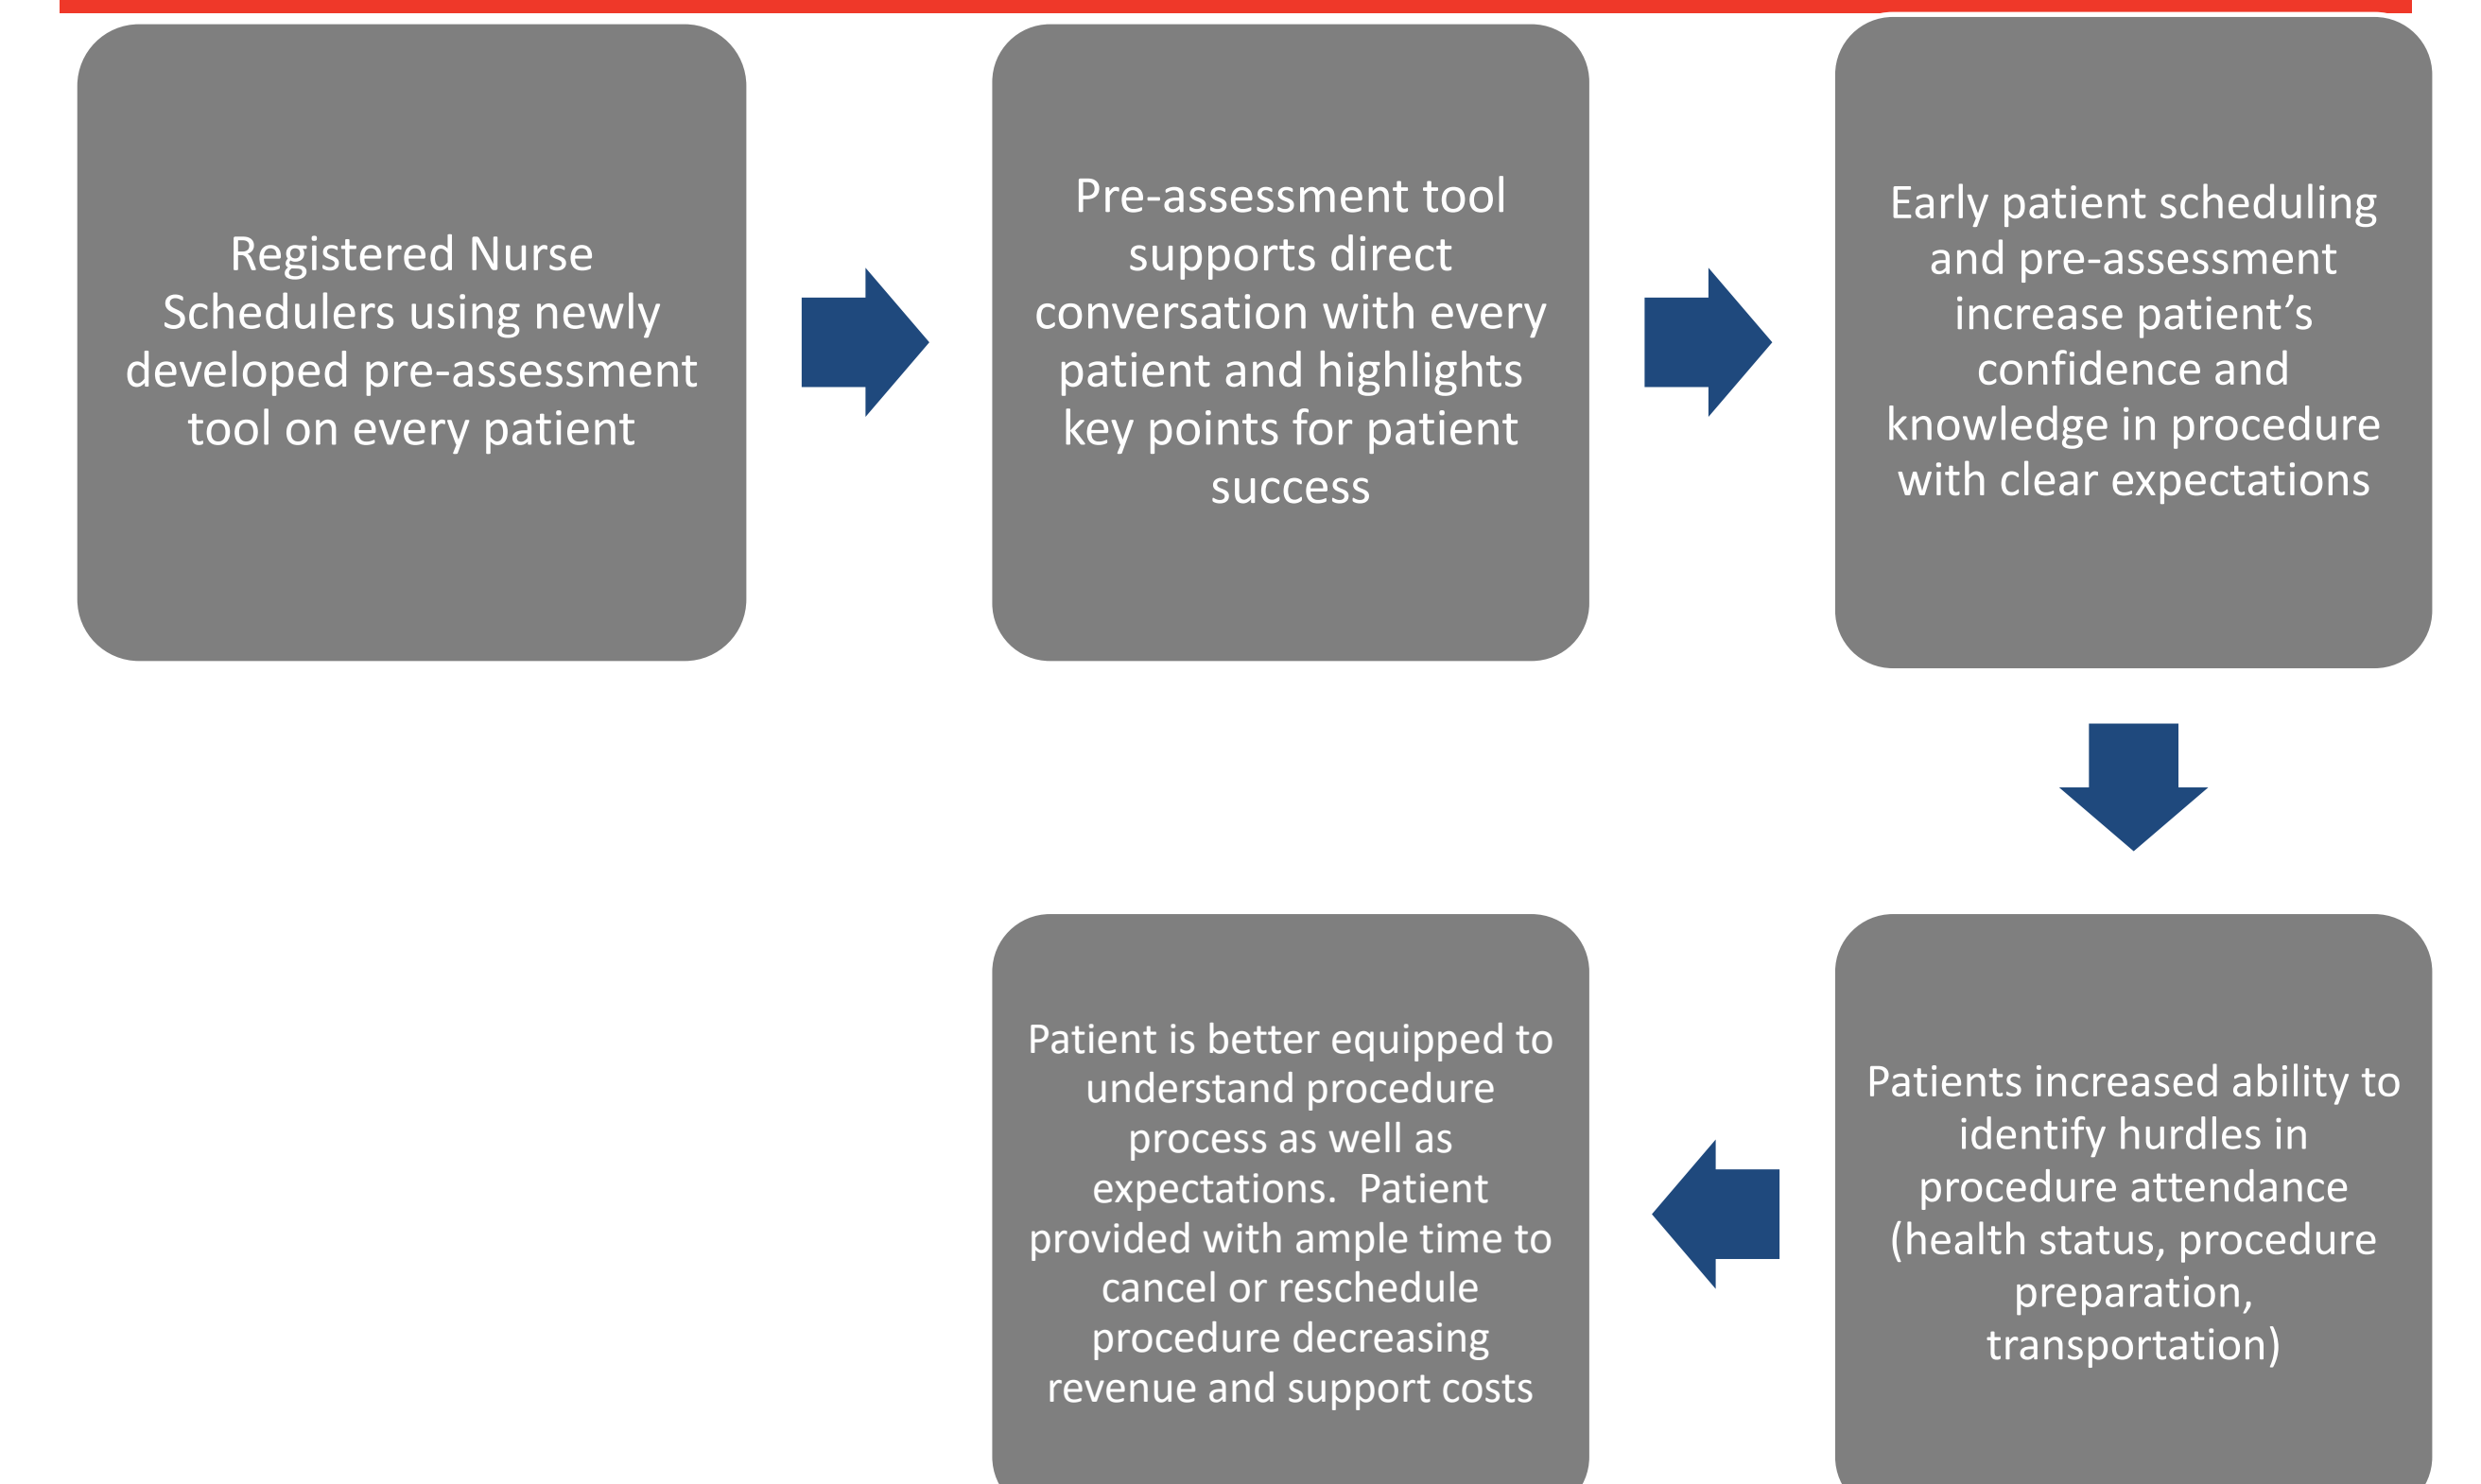 Registered Nurse
Schedulers using newly
developed pre-assessment
tool on every patient
Pre-assessment tool
supports direct
conversation with every
patient and highlights
key points for patient
success
Early patient scheduling
and pre-assessment
increase patient’s
confidence and
knowledge in procedure
with clear expectations
Patients increased ability to
identify hurdles in
procedure attendance
(health status, procedure
preparation,
transportation)
Patient is better equipped to
understand procedure
process as well as
expectations.  Patient
provided with ample time to
cancel or reschedule
procedure decreasing
revenue and support costs